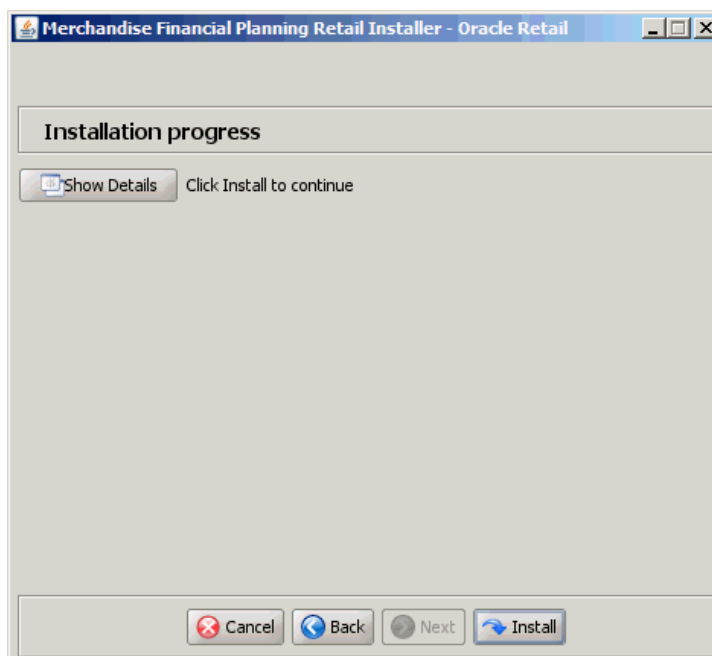 Merchandise Financial Planning Retail Installer - Oracle Retail
Installation progress
Show Details Click Install to continue
Cancel Back Next Install